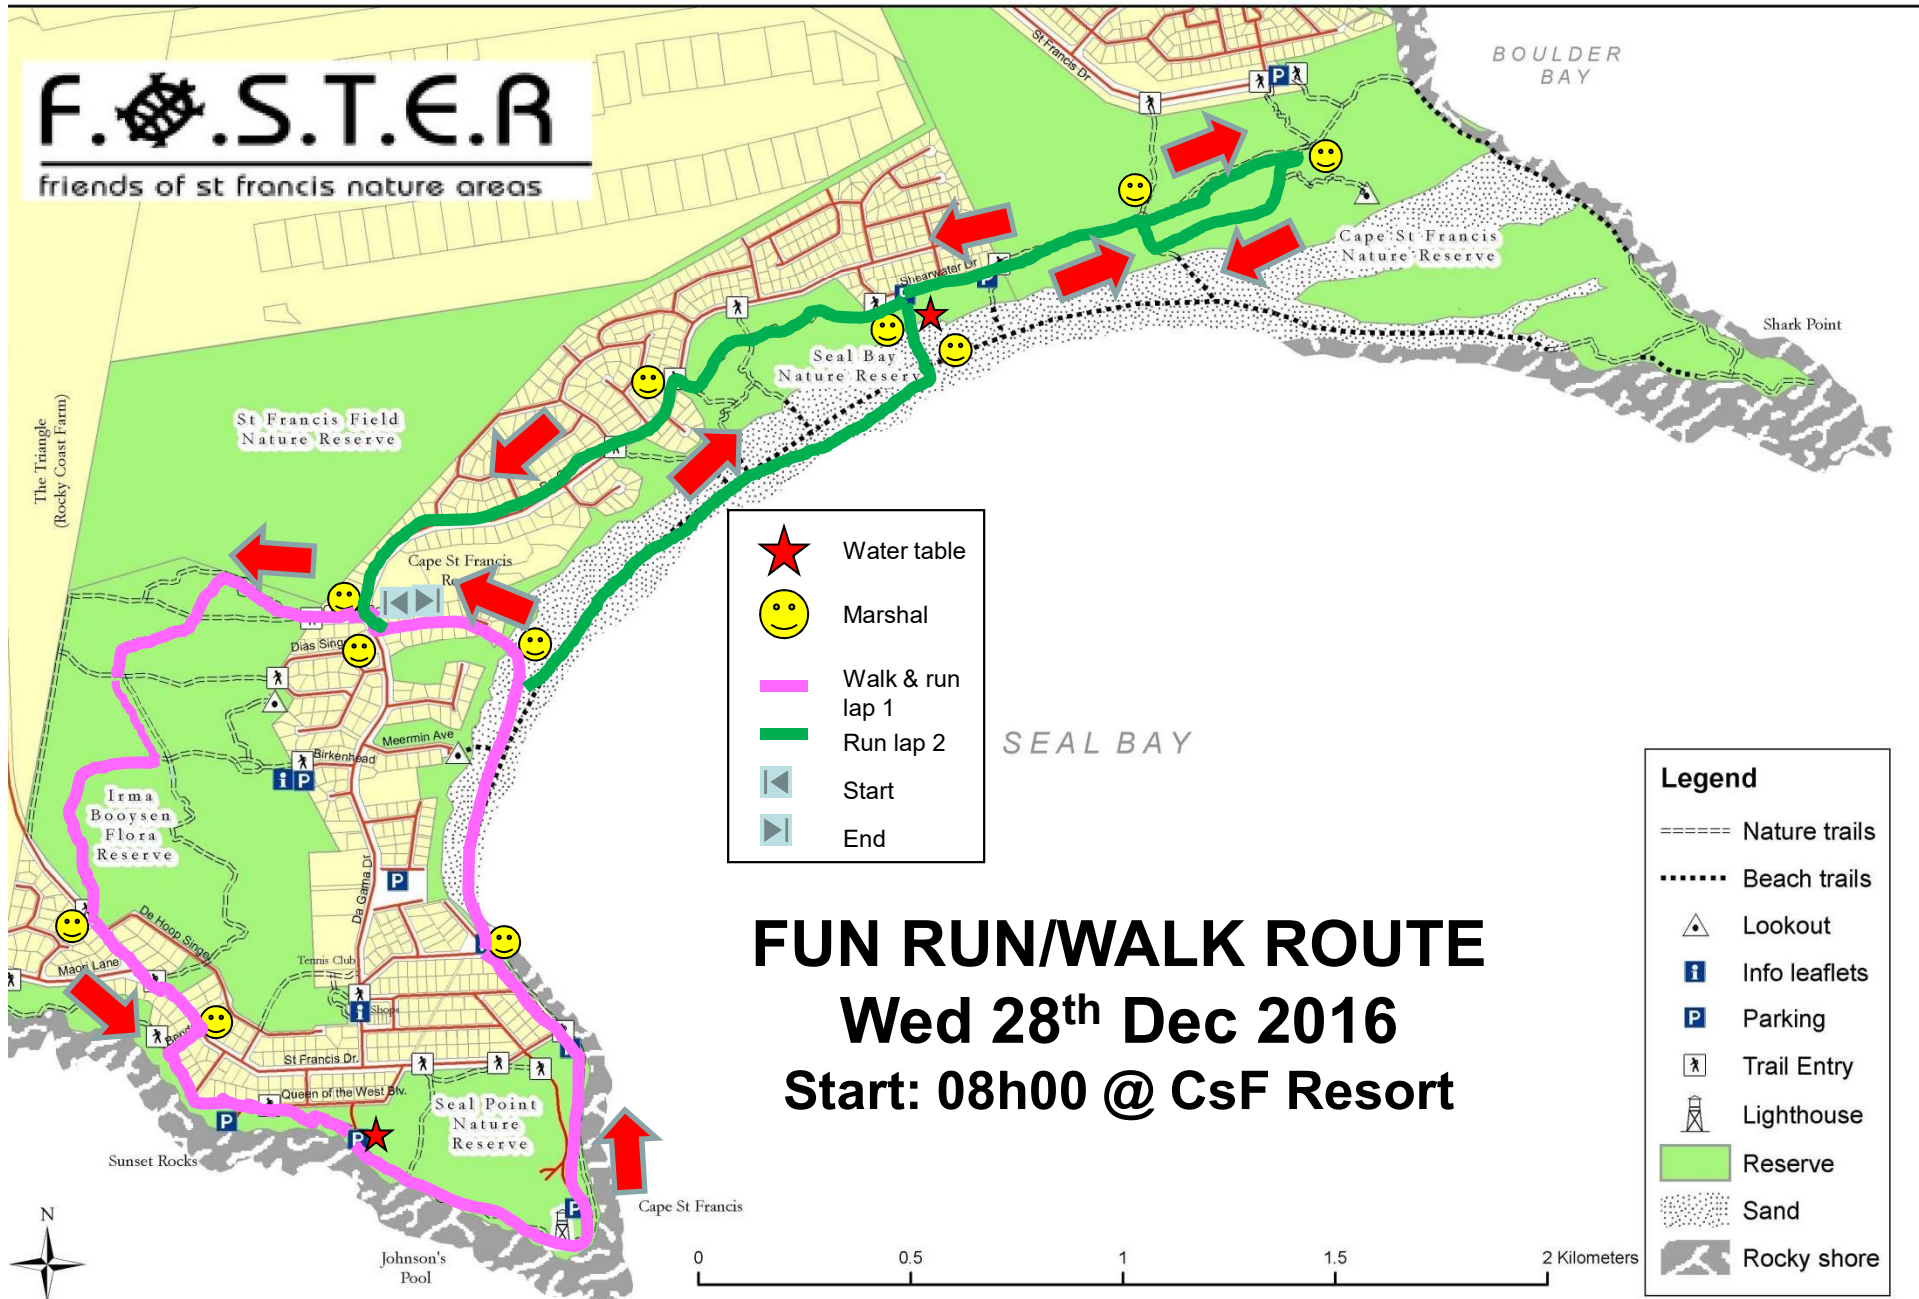 F.O.S.T.E.R
friends of st francis nature areas
St Francis Dr
BOULDER
BAY
Cape St Francis
Nature Reserve
Shearwater Dr
Shark Point
Seal Bay
Nature Reserv
St Francis Field
Nature Reserve
The Triangle
(Rocky Coast Farm)
Cape St Francis
Dias Sing
Meermin Ave
Birkenhead
SEAL BAY
Irma
Booysen
Flora
Reserve
Da Gama Dr
De Hoop Singel
Maori Lane
Tennis Club
Shops
St Francis Dr.
Queen of the West Blv.
Seal Point
Nature
Reserve
Sunset Rocks
Cape St Francis
Johnson's
Pool
N
Water table
Marshal
Walk & run
lap 1
Run lap 2
Start
End
FUN RUN/WALK ROUTE
Wed 28th Dec 2016
Start: 08h00 @ CsF Resort
0 0.5 1 1.5 2 Kilometers
Legend
Nature trails
Beach trails
Lookout
i Info leaflets
P Parking
Trail Entry
Lighthouse
Reserve
Sand
Rocky shore